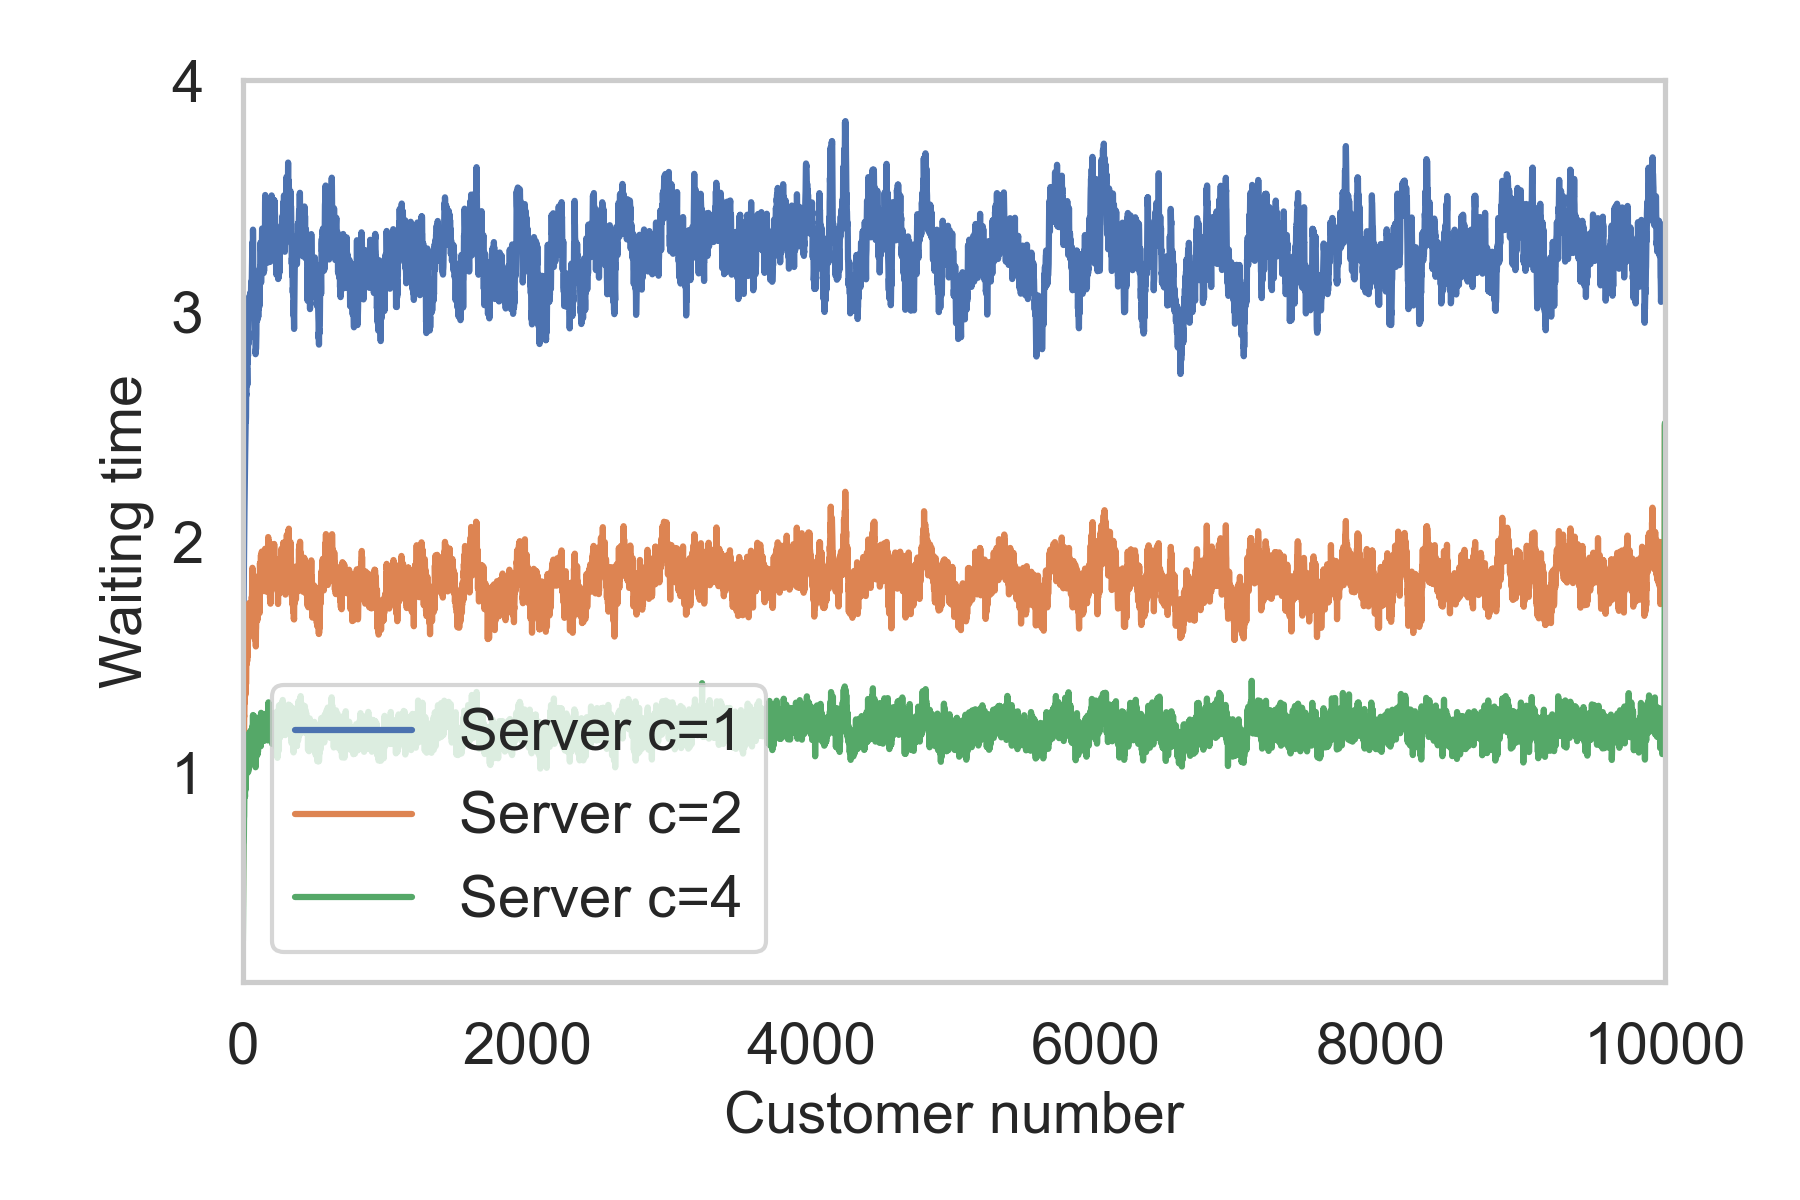 4
3
2
1
Waiting time
Server c=1
Server c=2
Server c=4
0 2000 4000 6000 8000 10000
Customer number